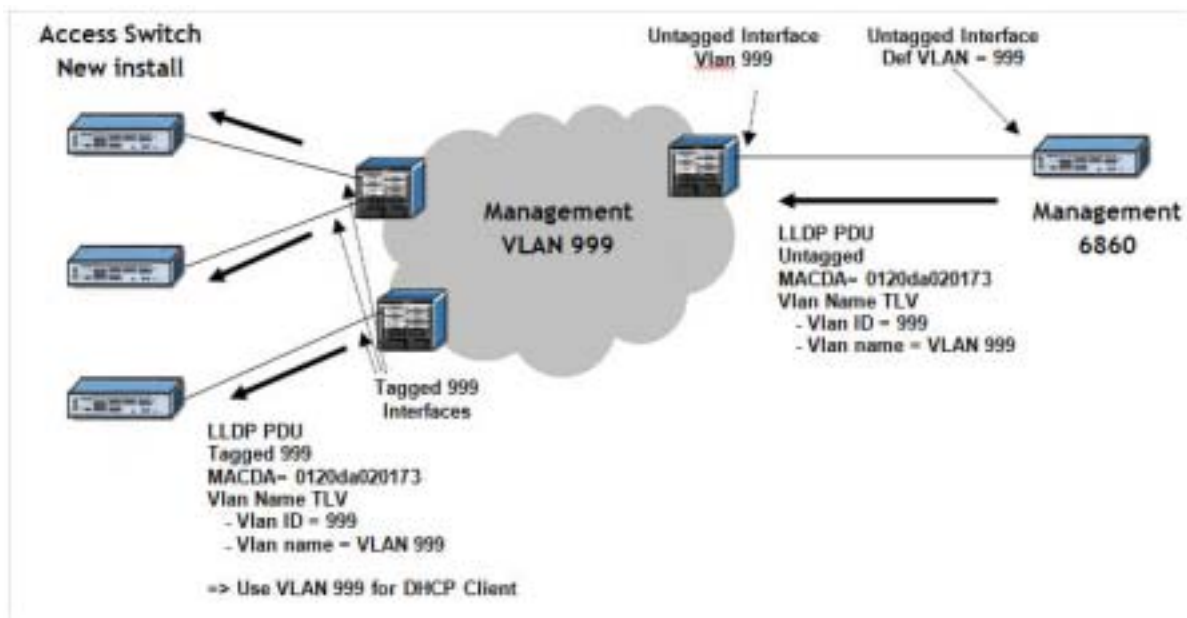 Access Switch
New install
Untagged Interface
Vlan 999
Untagged Interface
Def VLAN = 999
Management
VLAN 999
Management
6860
LLDP PDU
Untagged
MACDA= 0120da020173
Vlan Name TLV
- Vlan ID = 999
- Vlan name = VLAN 999
Tagged 999
Interfaces
LLDP PDU
Tagged 999
MACDA= 0120da020173
Vlan Name TLV
- Vlan ID = 999
- Vlan name = VLAN 999
=> Use VLAN 999 for DHCP Client